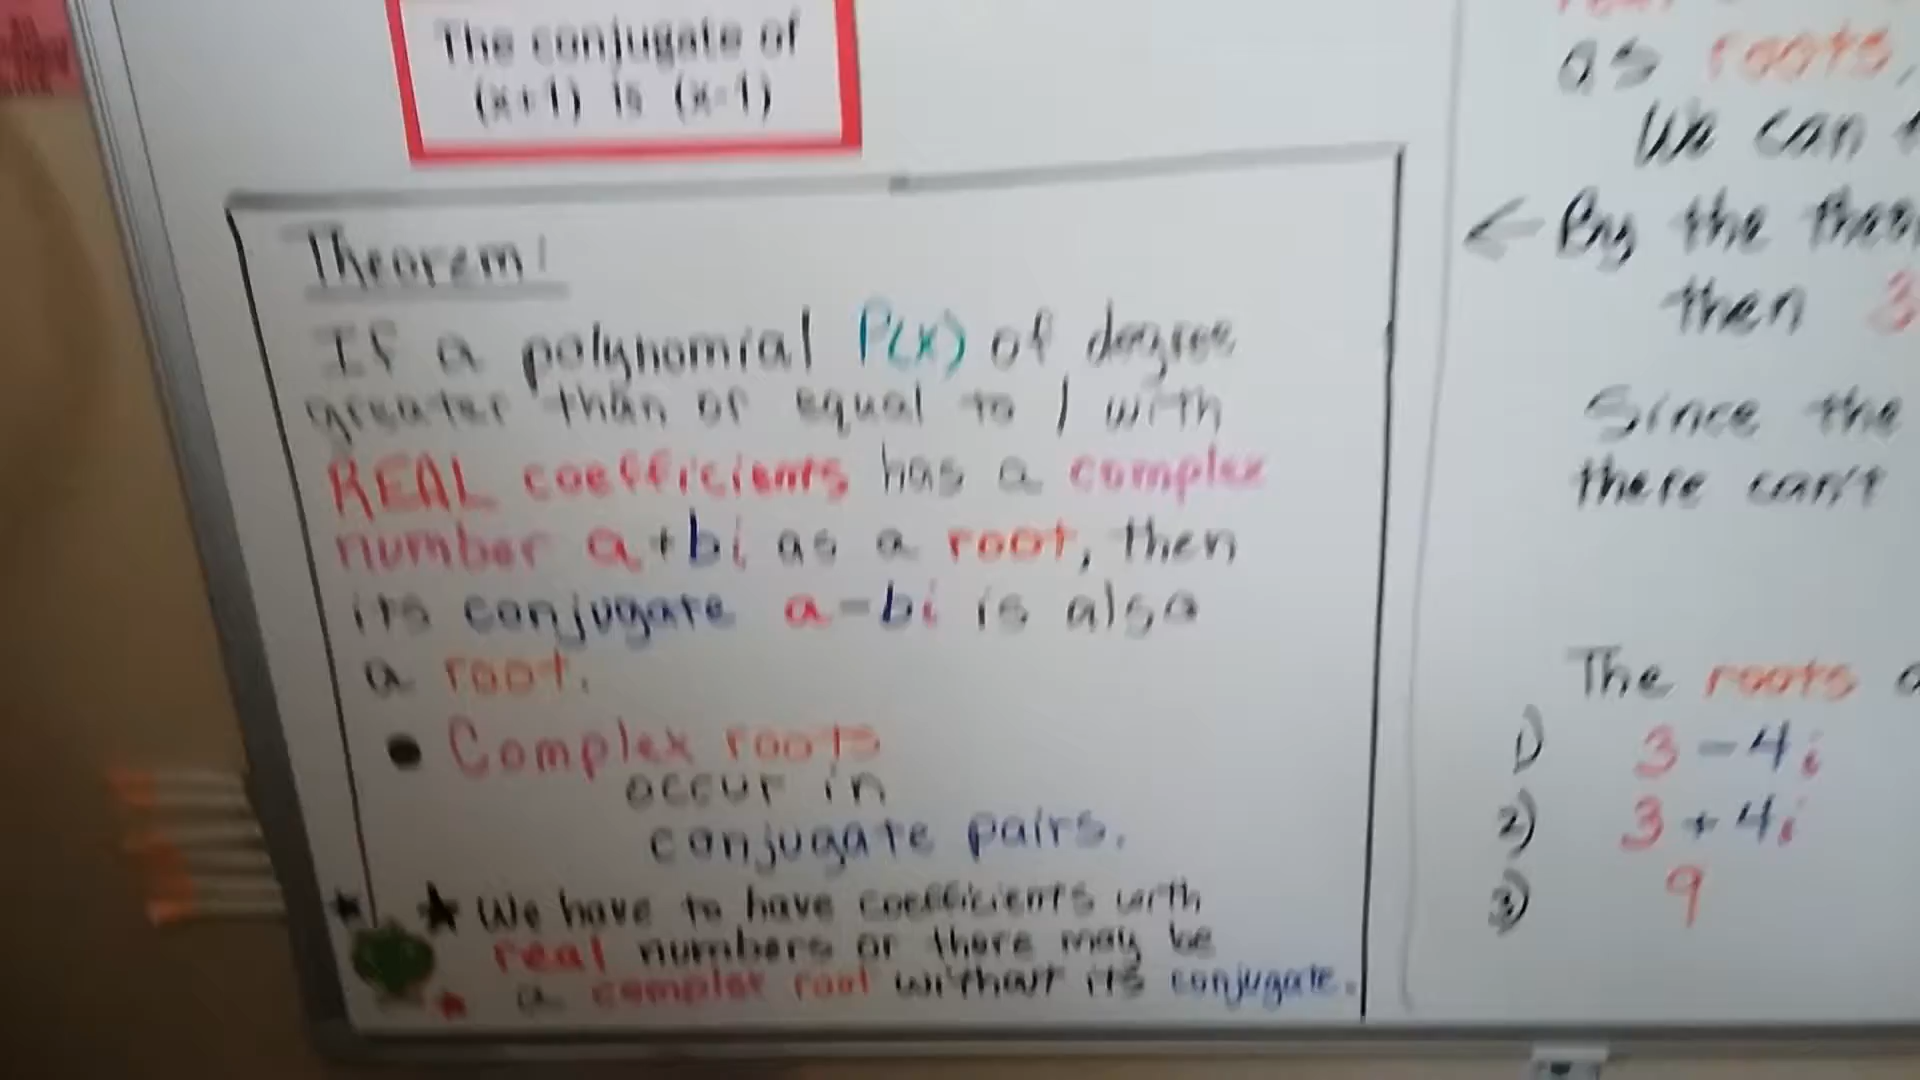 The conjugate of
(x+1) is (x-1)
Theorem:
If a polynomial P(x) of degree
greater than or equal to 1 with
REAL coefficients has a complex
number a+bi as a root, then
its conjugate a-bi is also
a root.
• Complex roots
occur in
conjugate pairs.
★ ★ We have to have coefficients with
real numbers or there may be
★ a complex root without its conjugate.
as roots,
We can
← By the
then 3
Since the
there can't
The roots
1) 3-4i
2) 3+4i
3) 9